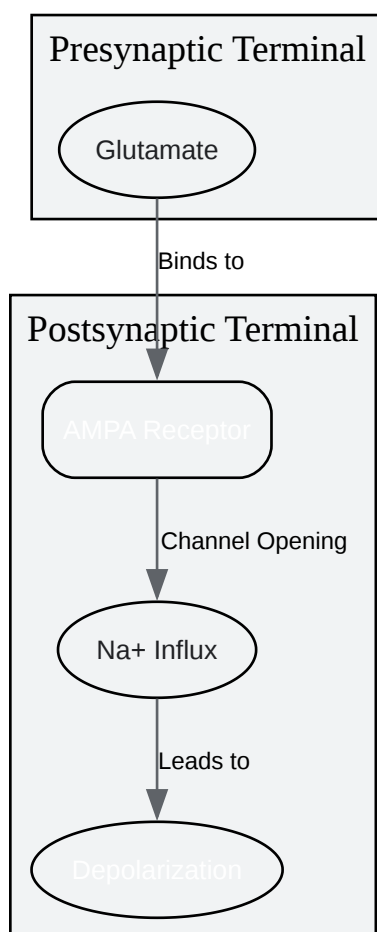 Presynaptic Terminal
Glutamate
Binds to
Postsynaptic Terminal
AMPA Receptor
Channel Opening
Na+ Influx
Leads to
Depolarization